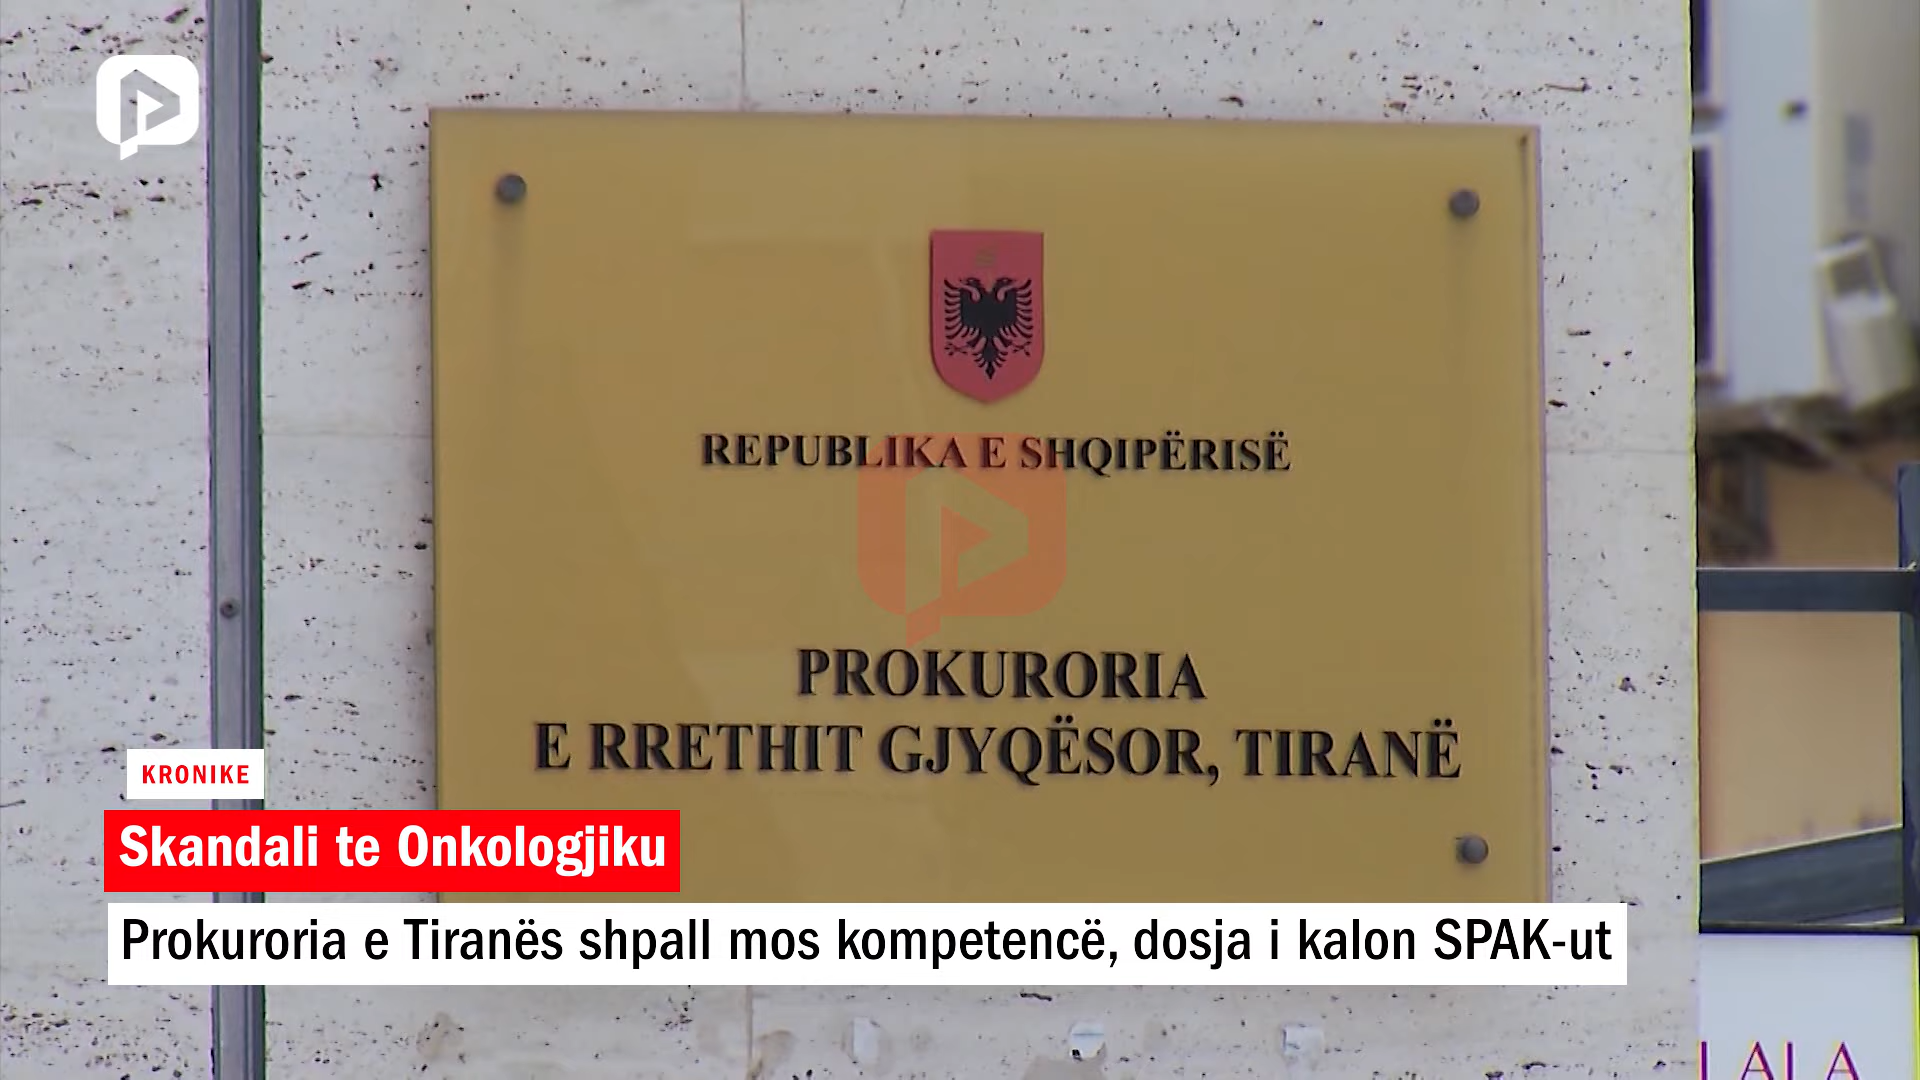 REPUBLIKA E SHQIPËRISË
PROKURORIA
E RRETHIT GJYQËSOR, TIRANË
KRONIKE
Skandali te Onkologjiku
Prokuroria e Tiranës shpall mos kompetencë, dosja i kalon SPAK-ut